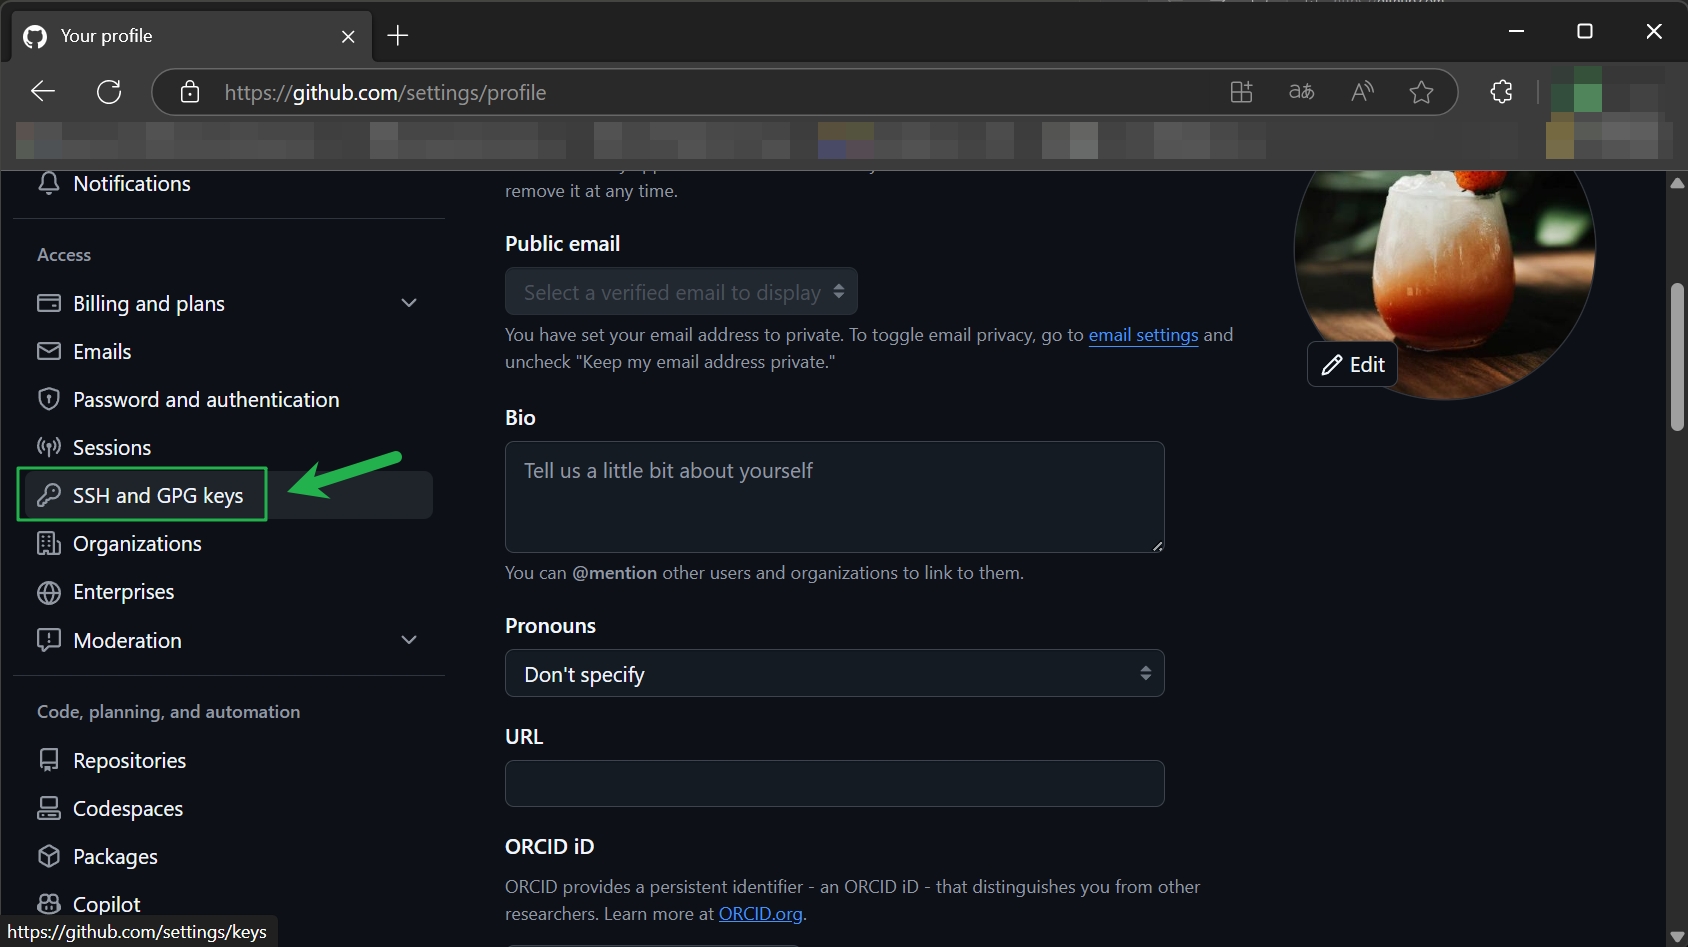 Your profile
https://github.com/settings/profile
aあ
A
Notifications
Access
Billing and plans
Emails
Password and authentication
Sessions
SSH and GPG keys
Organizations
Enterprises
Moderation
Code, planning, and automation
Repositories
Codespaces
Packages
Copilot
https://github.com/settings/keys
remove it at any time.
Public email
Select a verified email to display
You have set your email address to private. To toggle email privacy, go to email settings and
uncheck "Keep my email address private."
Bio
Tell us a little bit about yourself
You can @mention other users and organizations to link to them.
Pronouns
Don't specify
URL
ORCID iD
ORCID provides a persistent identifier - an ORCID iD - that distinguishes you from other
researchers. Learn more at ORCID.org.
Edit